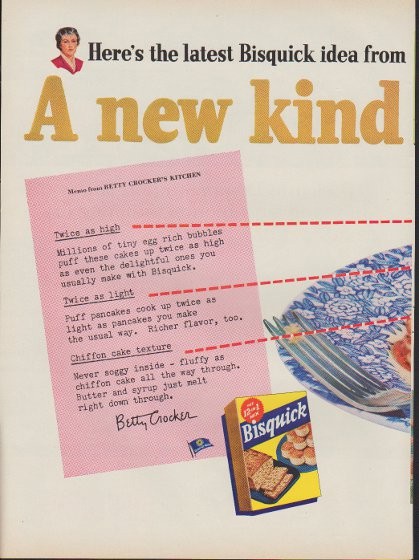 Here's the latest Bisquick idea from
A new kind
Memo from BETTY CROCKER'S KITCHEN
Twice as high
Millions of tiny egg rich bubbles
puff these cakes up twice as high
as even the delightful ones you
usually make with Bisquick.
Twice as light
Puff pancakes cook up twice as
light as pancakes you make
the usual way. Richer flavor, too.
Chiffon cake texture
Never soggy inside - fluffy as
chiffon cake all the way through.
Butter and syrup just melt
right down through.
Betty Crocker
Bisquick